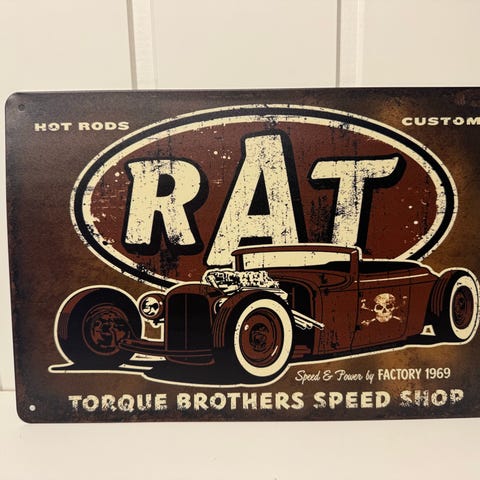 HOT RODS
CUSTOM
RAT
Speed & Power by FACTORY 1969
TORQUE BROTHERS SPEED SHOP